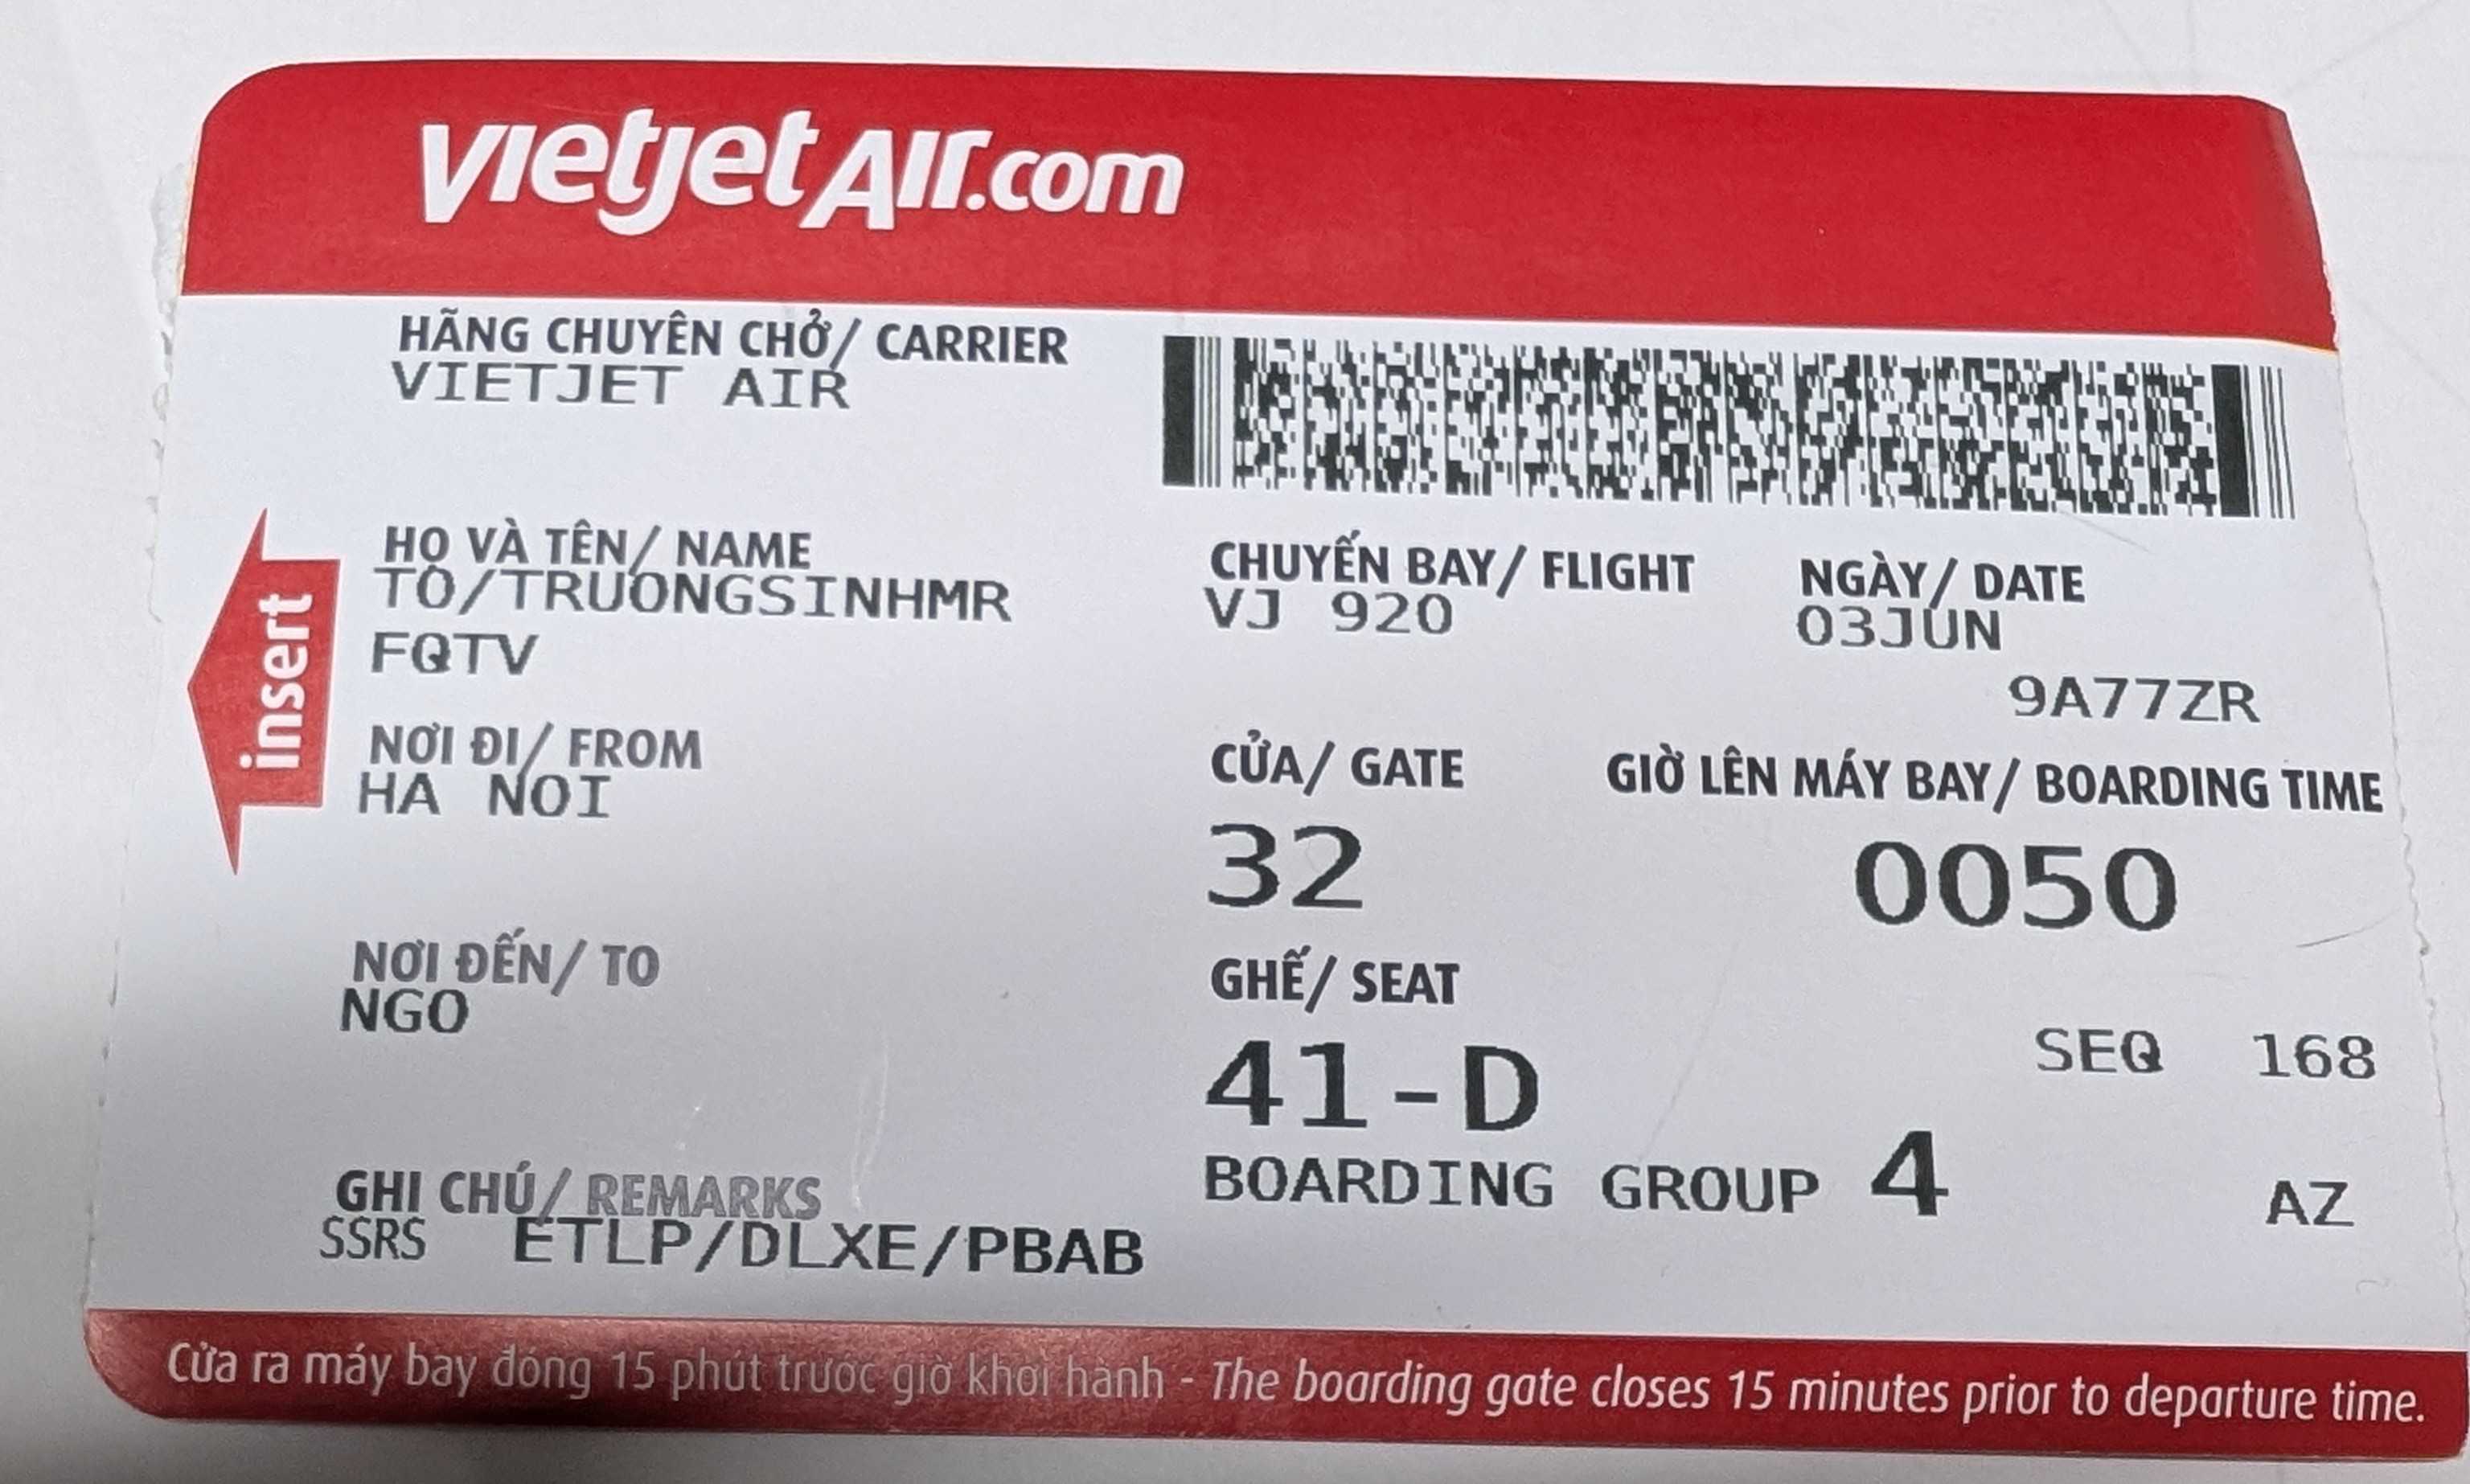 vietjetAir.com
HÃNG CHUYÊN CHỞ/ CARRIER
VIETJET AIR
HỌ VÀ TÊN/ NAME
TO/TRUONGSINHMR
FQTV
CHUYẾN BAY/ FLIGHT
VJ 920
NGÀY/ DATE
03JUN
9A77ZR
insert
NƠI ĐI/ FROM
HA NOI
CỬA/ GATE
32
GIỜ LÊN MÁY BAY/ BOARDING TIME
0050
NƠI ĐẾN/ TO
NGO
GHẾ/ SEAT
41-D
SEQ 168
BOARDING GROUP 4
AZ
GHI CHÚ/ REMARKS
SSRS ETLP/DLXE/PBAB
Cửa ra máy bay đóng 15 phút trước giờ khởi hành - The boarding gate closes 15 minutes prior to departure time.